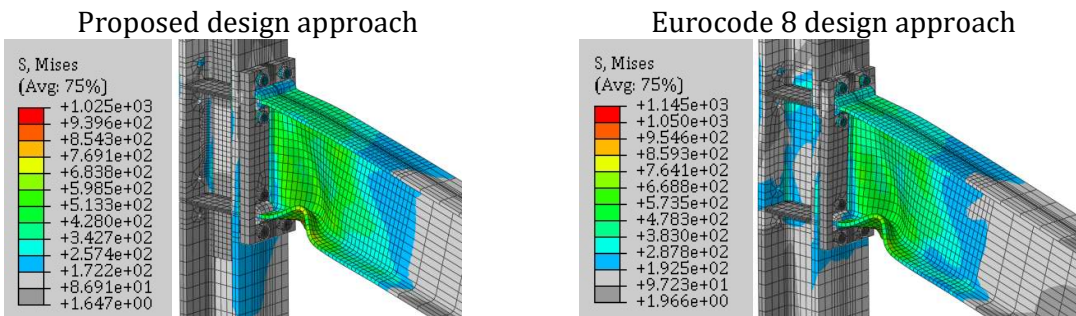 Proposed design approach
S, Mises
(Avg: 75%)
+1.025e+03
+9.396e+02
+8.543e+02
+7.691e+02
+6.838e+02
+5.985e+02
+5.133e+02
+4.280e+02
+3.427e+02
+2.574e+02
+1.722e+02
+8.691e+01
+1.647e+00
Eurocode 8 design approach
S, Mises
(Avg: 75%)
+1.145e+03
+1.050e+03
+9.546e+02
+8.593e+02
+7.641e+02
+6.688e+02
+5.735e+02
+4.783e+02
+3.830e+02
+2.878e+02
+1.925e+02
+9.723e+01
+1.966e+00